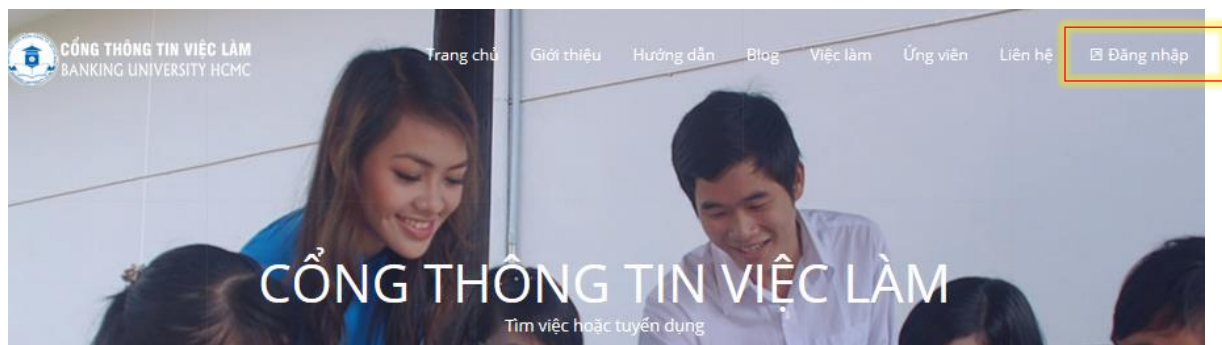 CỔNG THÔNG TIN VIỆC LÀM
BANKING UNIVERSITY HCMC
Trang chủ Giới thiệu Hướng dẫn Blog Việc làm Ứng viên Liên hệ Đăng nhập
CỔNG THÔNG TIN VIỆC LÀM
Tìm việc hoặc tuyển dụng